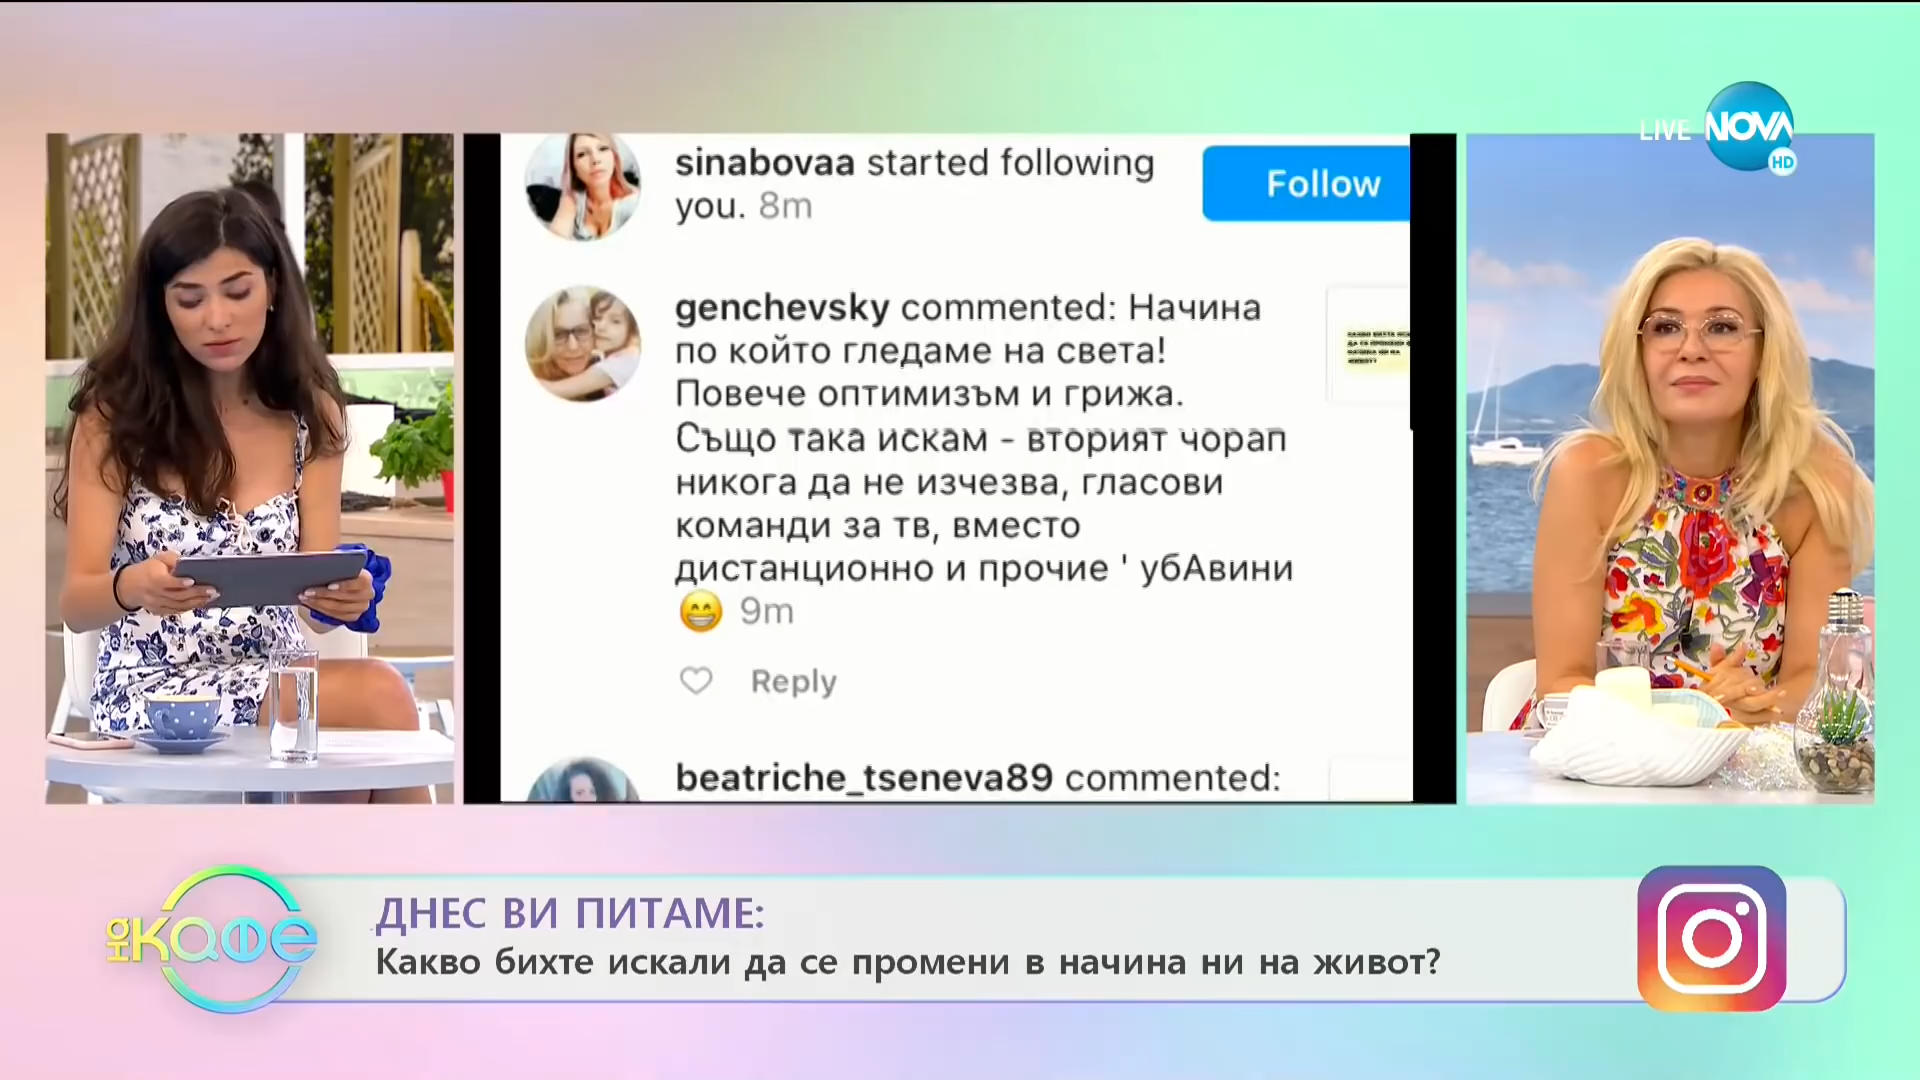 LIVE NOVA
HD
sinabovaa started following
you. 8m
Follow
genchevsky commented: Начина
по който гледаме на света!
Повече оптимизъм и грижа.
Също така искам - вторият чорап
никога да не изчезва, гласови
команди за тв, вместо
дистанционно и прочие ' убАвини
😁 9m
Reply
beatriche_tseneva89 commented:
НА КАФЕ
ДНЕС ВИ ПИТАМЕ:
Какво бихте искали да се промени в начина ни на живот?